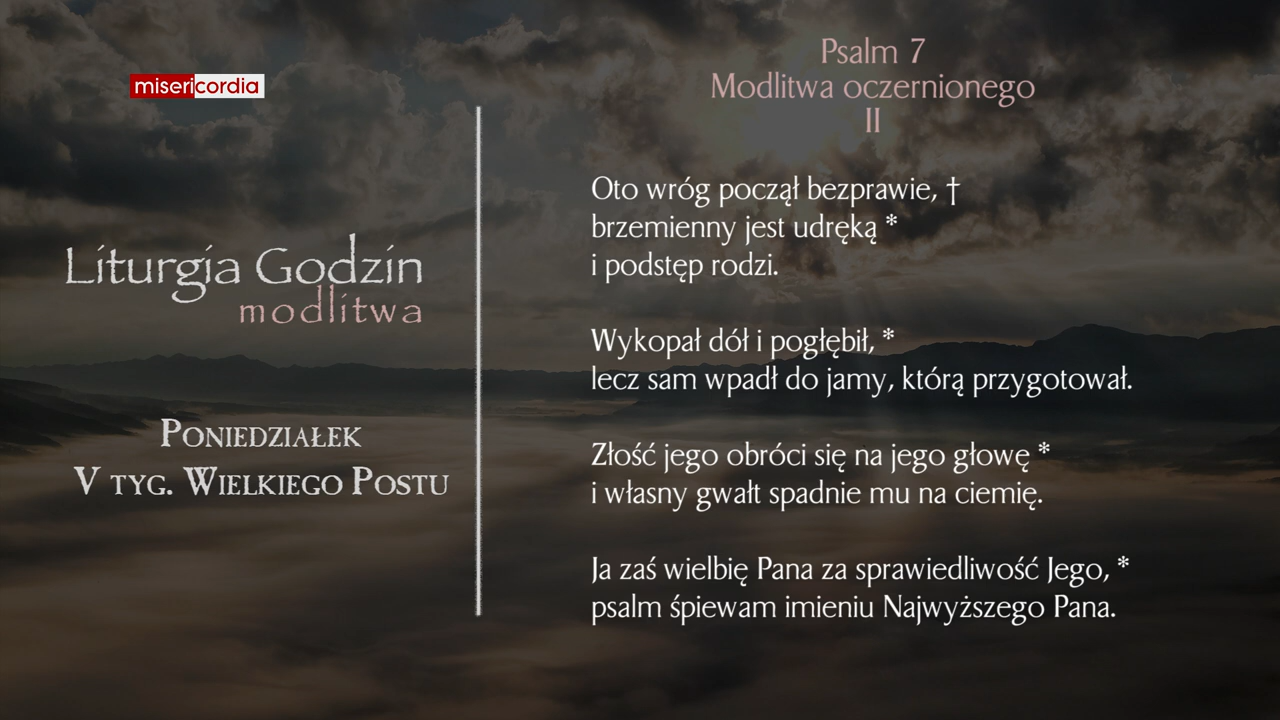 misericordia
Liturgia Godzin
modlitwa
Poniedziałek
V tyg. Wielkiego Postu
Psalm 7
Modlitwa oczernionego
II
Oto wróg począł bezprawie, †
brzemienny jest udręką *
i podstęp rodzi.
Wykopał dół i pogłębił, *
lecz sam wpadł do jamy, którą przygotował.
Złość jego obróci się na jego głowę *
i własny gwałt spadnie mu na ciemię.
Ja zaś wielbię Pana za sprawiedliwość Jego, *
psalm śpiewam imieniu Najwyższego Pana.